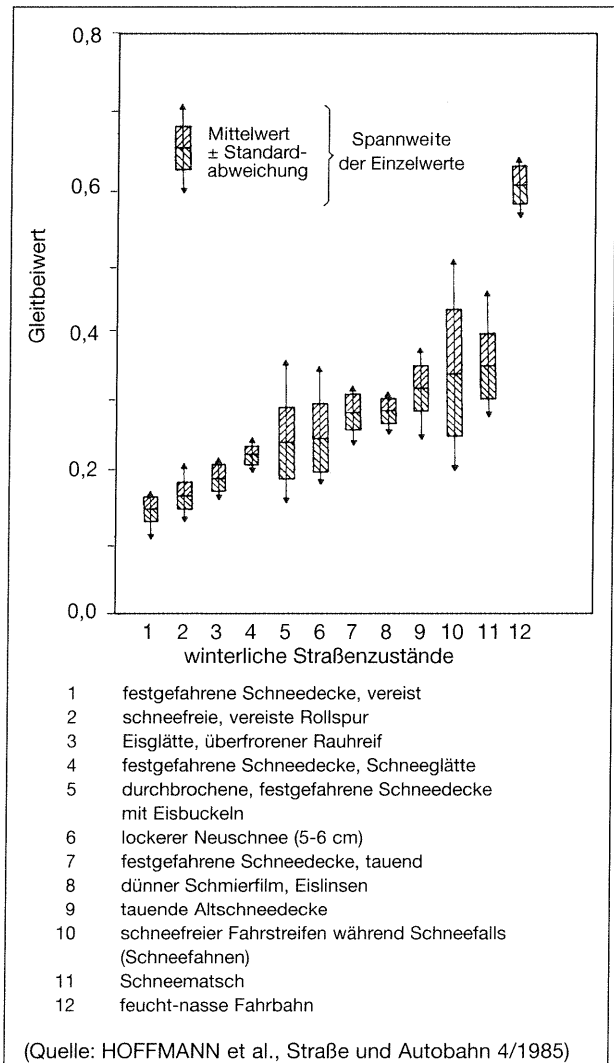 0,8
0,6
0,4
0,2
0,0
Gleitbeiwert
Mittelwert
± Standard-
abweichung
Spannweite
der Einzelwerte
1 2 3 4 5 6 7 8 9 10 11 12
winterliche Straßenzustände
1 festgefahrene Schneedecke, vereist
2 schneefreie, vereiste Rollspur
3 Eisglätte, überfrorener Rauhreif
4 festgefahrene Schneedecke, Schneeglätte
5 durchbrochene, festgefahrene Schneedecke
mit Eisbuckeln
6 lockerer Neuschnee (5-6 cm)
7 festgefahrene Schneedecke, tauend
8 dünner Schmierfilm, Eislinsen
9 tauende Altschneedecke
10 schneefreier Fahrstreifen während Schneefalls
(Schneefahnen)
11 Schneematsch
12 feucht-nasse Fahrbahn
(Quelle: HOFFMANN et al., Straße und Autobahn 4/1985)